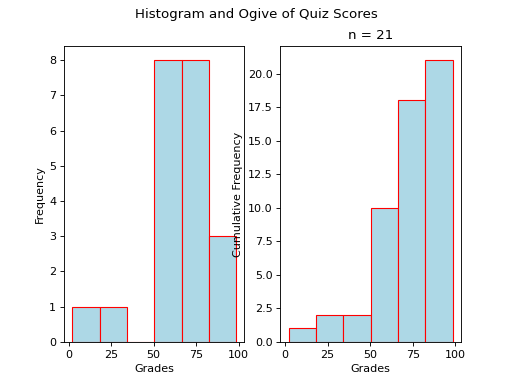 Histogram and Ogive of Quiz Scores
n = 21
8
7
6
5
4
3
2
1
0
Frequency
0 25 50 75 100
Grades
20.0
17.5
15.0
12.5
10.0
7.5
5.0
2.5
0.0
Cumulative Frequency
0 25 50 75 100
Grades